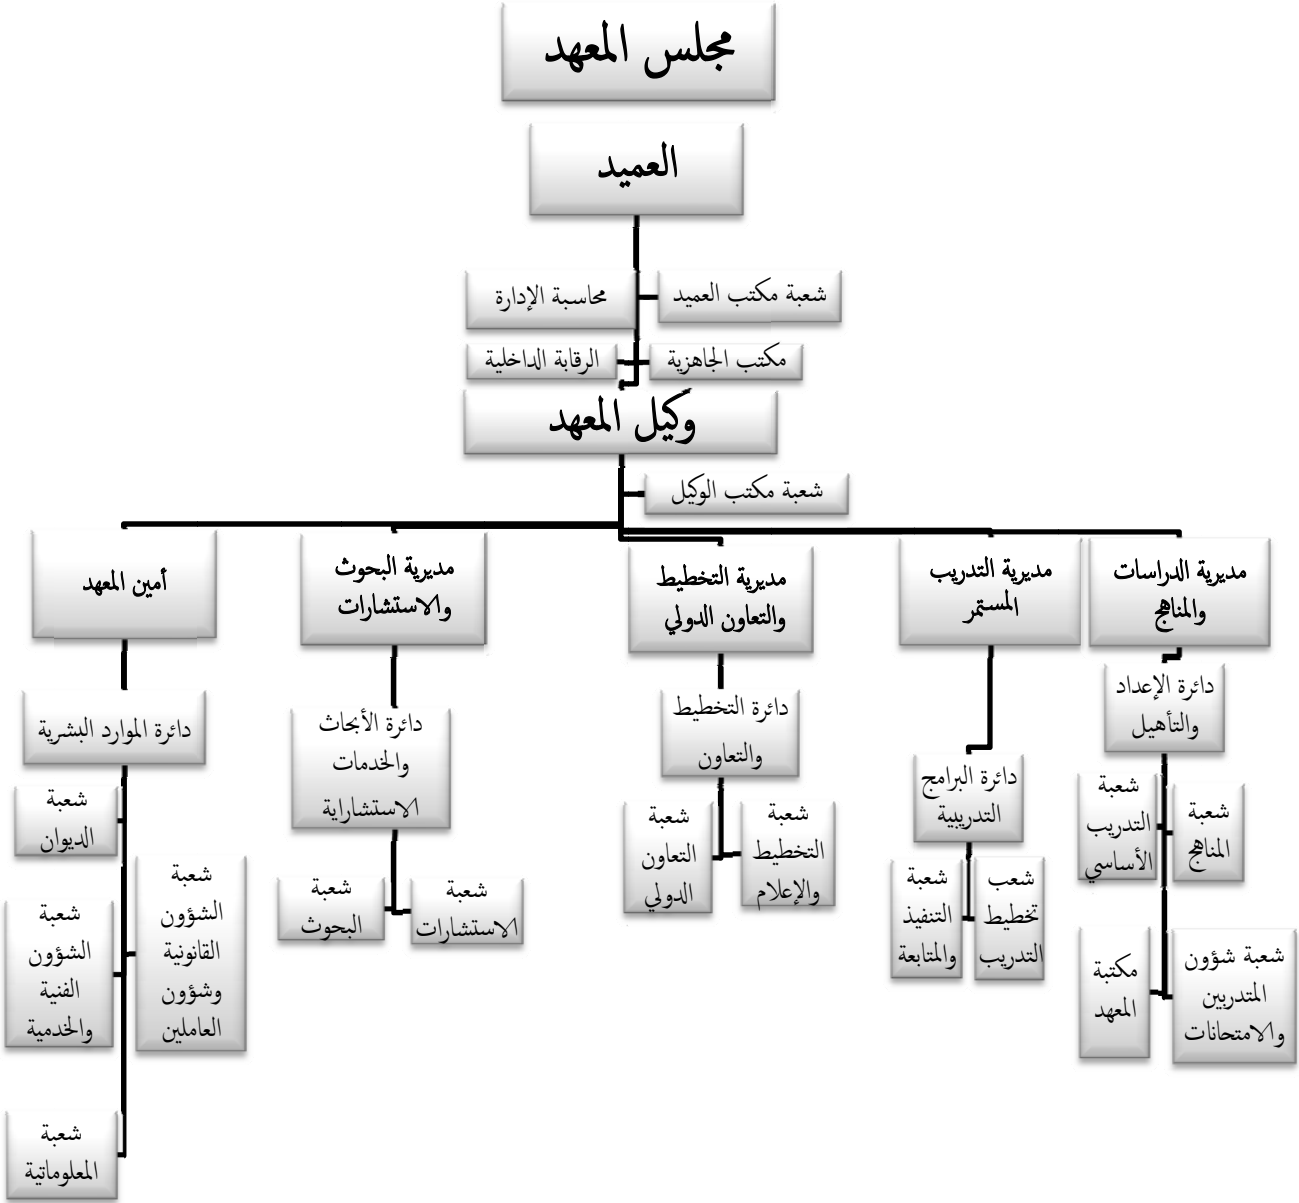 مجلس المعهد
العميد
شعبة مكتب العميد
محاسبة الإدارة
مكتب الجاهزية
الرقابة الداخلية
وكيل المعهد
شعبة مكتب الوكيل
مديرية الدراسات
والمناهج
مديرية التدريب
المستمر
مديرية التخطيط
والتعاون الدولي
مديرية البحوث
والاستشارات
أمين المعهد
دائرة الإعداد
والتأهيل
شعبة
المناهج
شعبة
التدريب
الأساسي
شعبة شؤون
المتدربين
والامتحانات
مكتبة
المعهد
دائرة البرامج
التدريبية
شعب
تخطيط
التدريب
شعبة
التنفيذ
والمتابعة
دائرة التخطيط
والتعاون
شعبة
التخطيط
والإعلام
شعبة
التعاون
الدولي
دائرة الأبحاث
والخدمات
الاستشاراية
شعبة
الاستشارات
شعبة
البحوث
دائرة الموارد البشرية
شعبة
الديوان
شعبة
الشؤون
القانونية
وشؤون
العاملين
شعبة
الشؤون
الفنية
والخدمية
شعبة
المعلوماتية